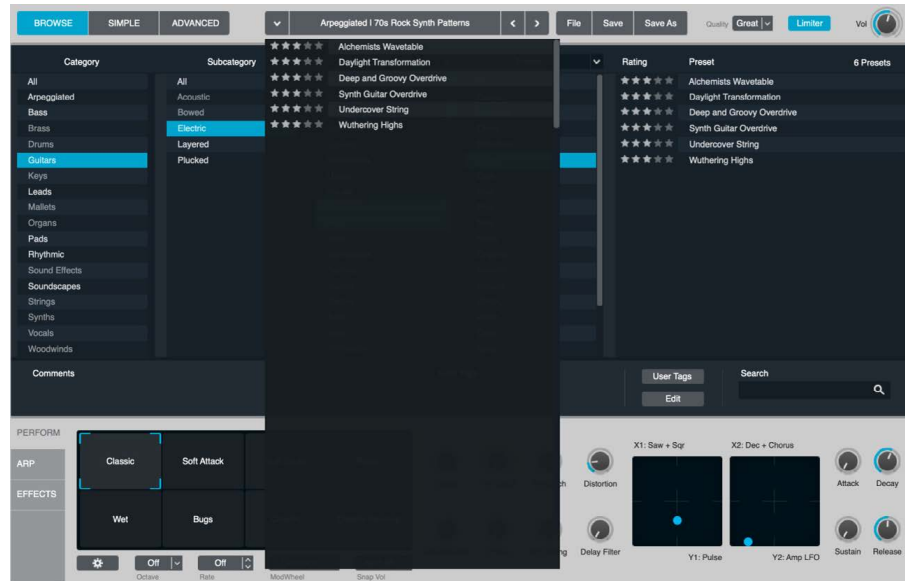 BROWSE SIMPLE ADVANCED Arpeggiated | 70s Rock Synth Patterns < > File Save Save As Quality Great Limiter Vol
Category Subcategory Rating Preset 6 Presets
Alchemists Wavetable
Daylight Transformation
Deep and Groovy Overdrive
Synth Guitar Overdrive
Undercover String
Wuthering Highs
All
Arpeggiated
Bass
Brass
Drums
Guitars
Keys
Leads
Mallets
Organs
Pads
Rhythmic
Sound Effects
Soundscapes
Strings
Synths
Vocals
Woodwinds
All
Acoustic
Bowed
Electric
Layered
Plucked
Alchemists Wavetable
Daylight Transformation
Deep and Groovy Overdrive
Synth Guitar Overdrive
Undercover String
Wuthering Highs
Comments User Tags Search
Edit
PERFORM
ARP
EFFECTS
Classic Soft Attack
Wet Bugs
Off Off
Octave Rate ModWheel Snap Vol
Distortion
Delay Filter
X1: Saw + Sqr X2: Dec + Chorus
Y1: Pulse Y2: Amp LFO
Attack Decay
Sustain Release